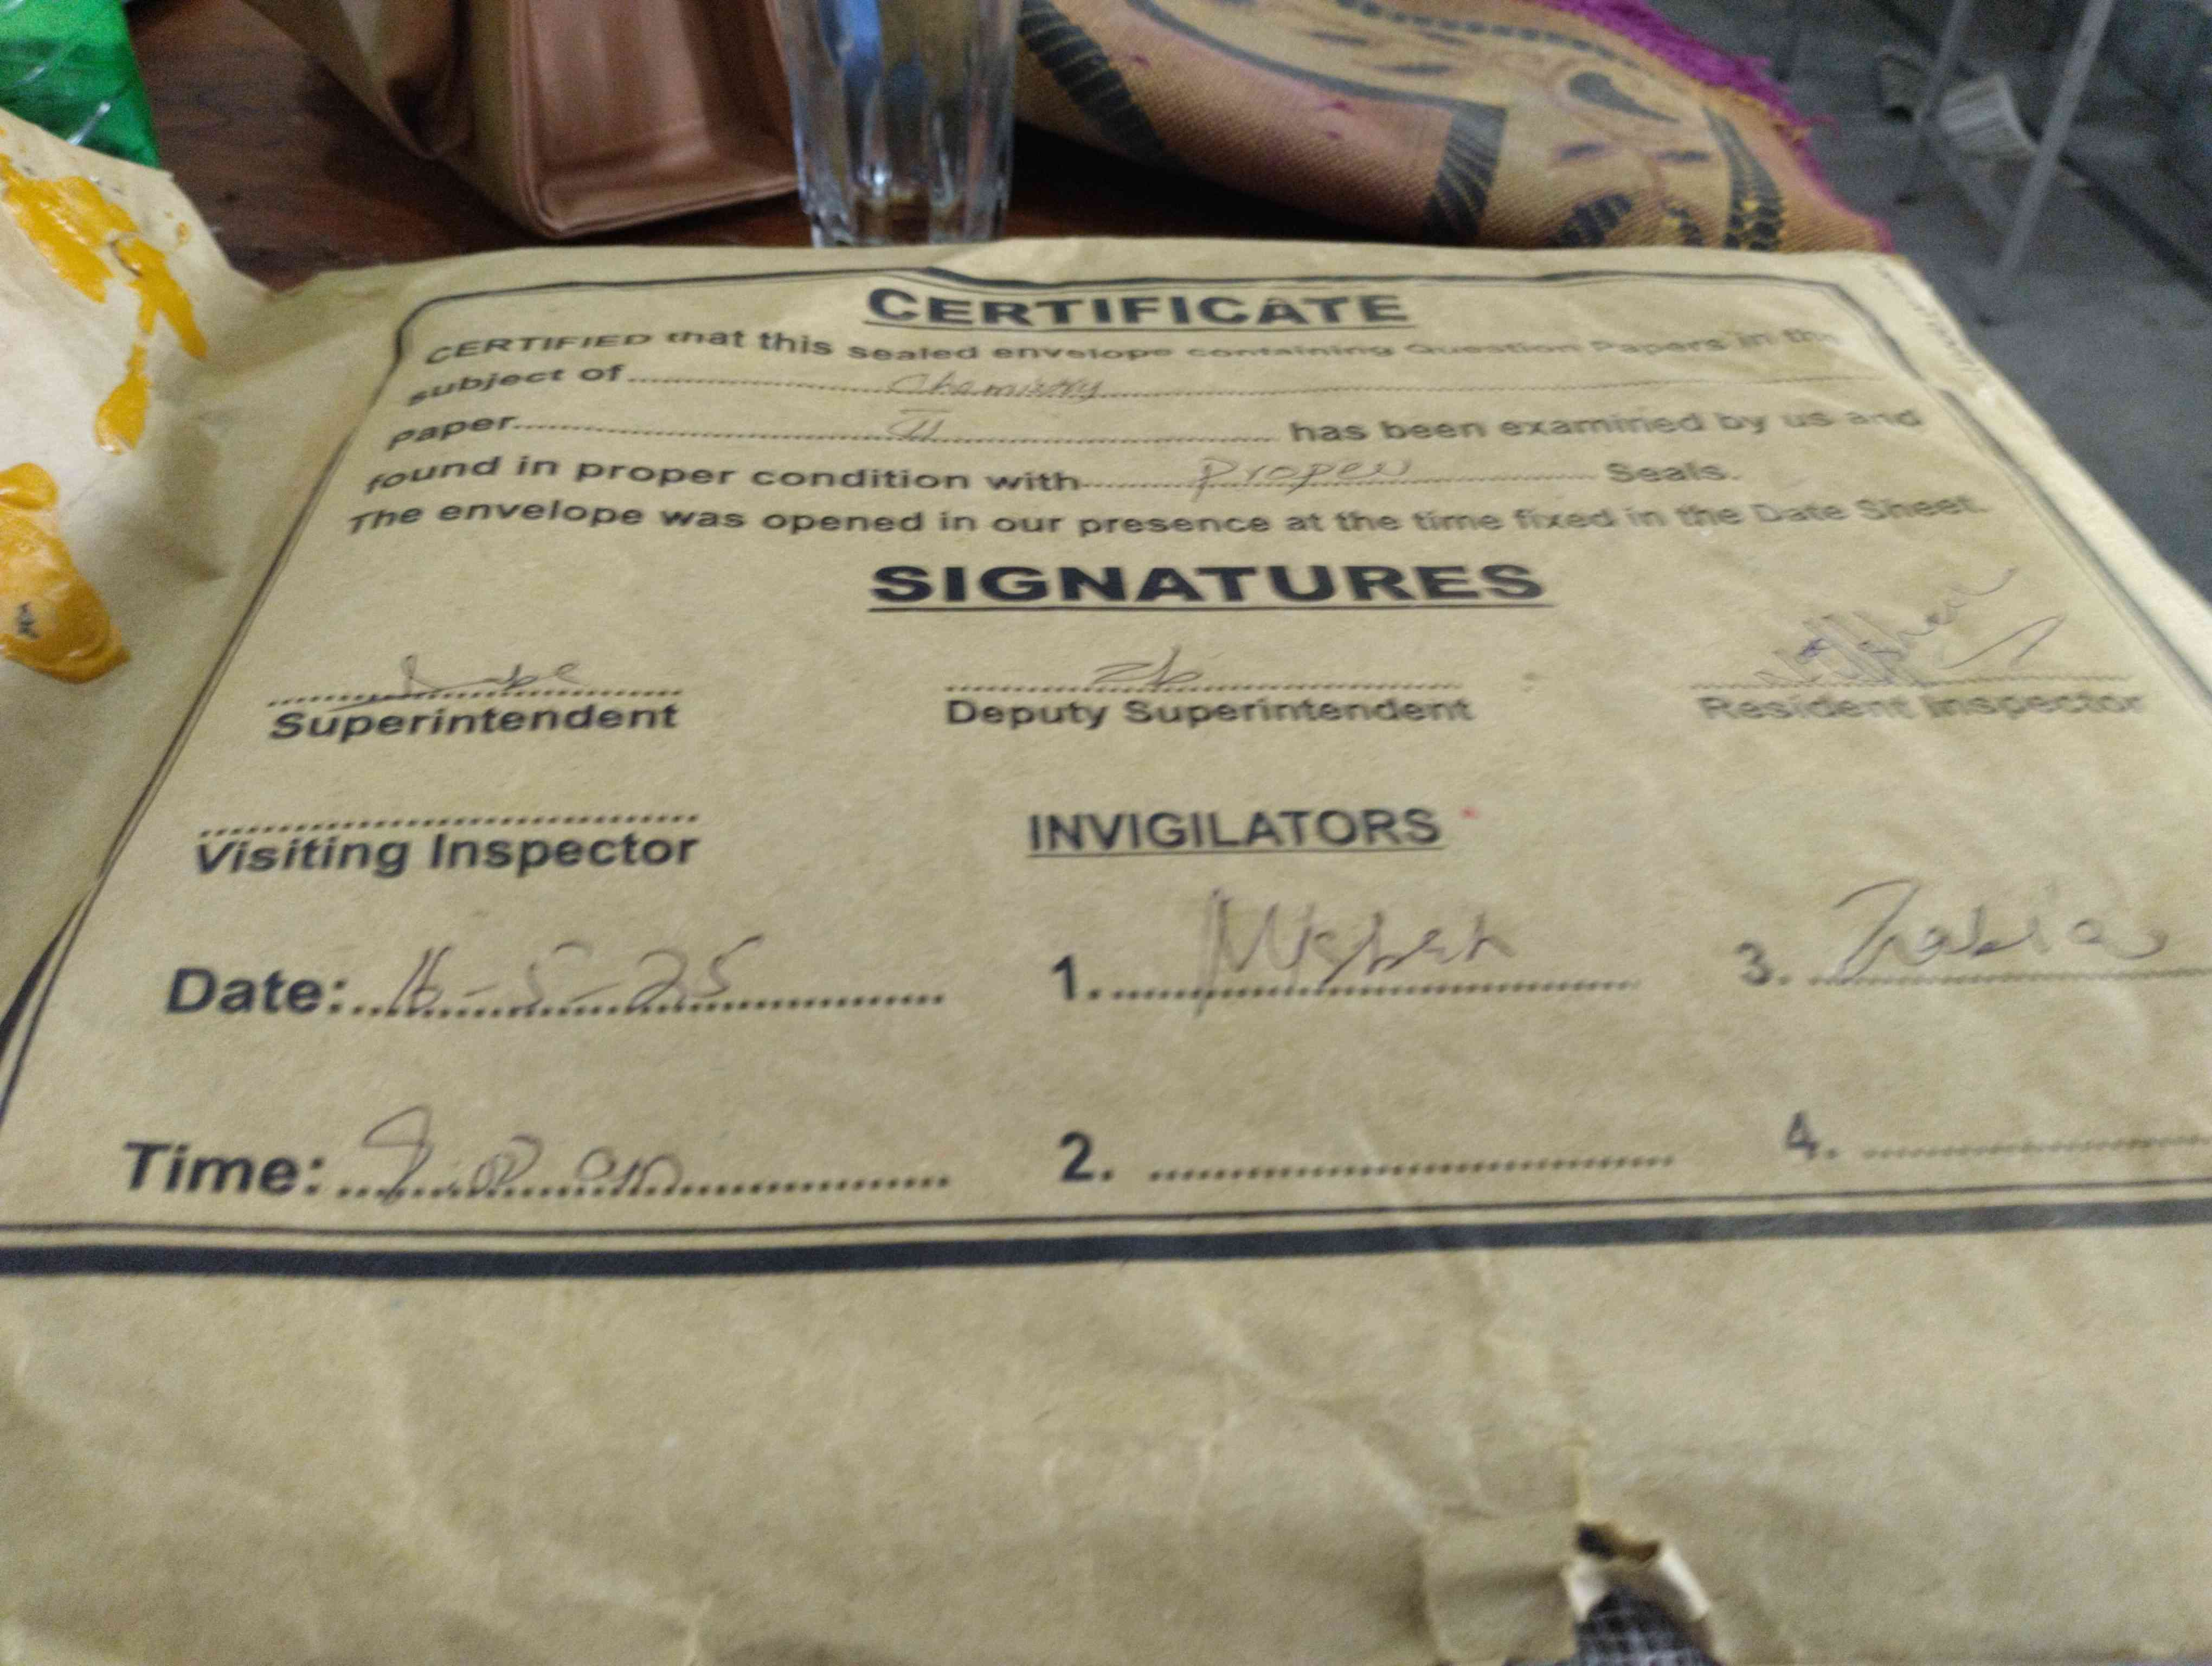 CERTIFICATE
CERTIFIED that this sealed envelope containing Question Papers in the
subject of Chemistry
Paper II has been examined by us and
found in proper condition with Proper Seals.
The envelope was opened in our presence at the time fixed in the Date Sheet.
SIGNATURES
Superintendent Deputy Superintendent Resident Inspector
Visiting Inspector INVIGILATORS
Date: 16-5-25 1. 3.
Time: 2. 4.